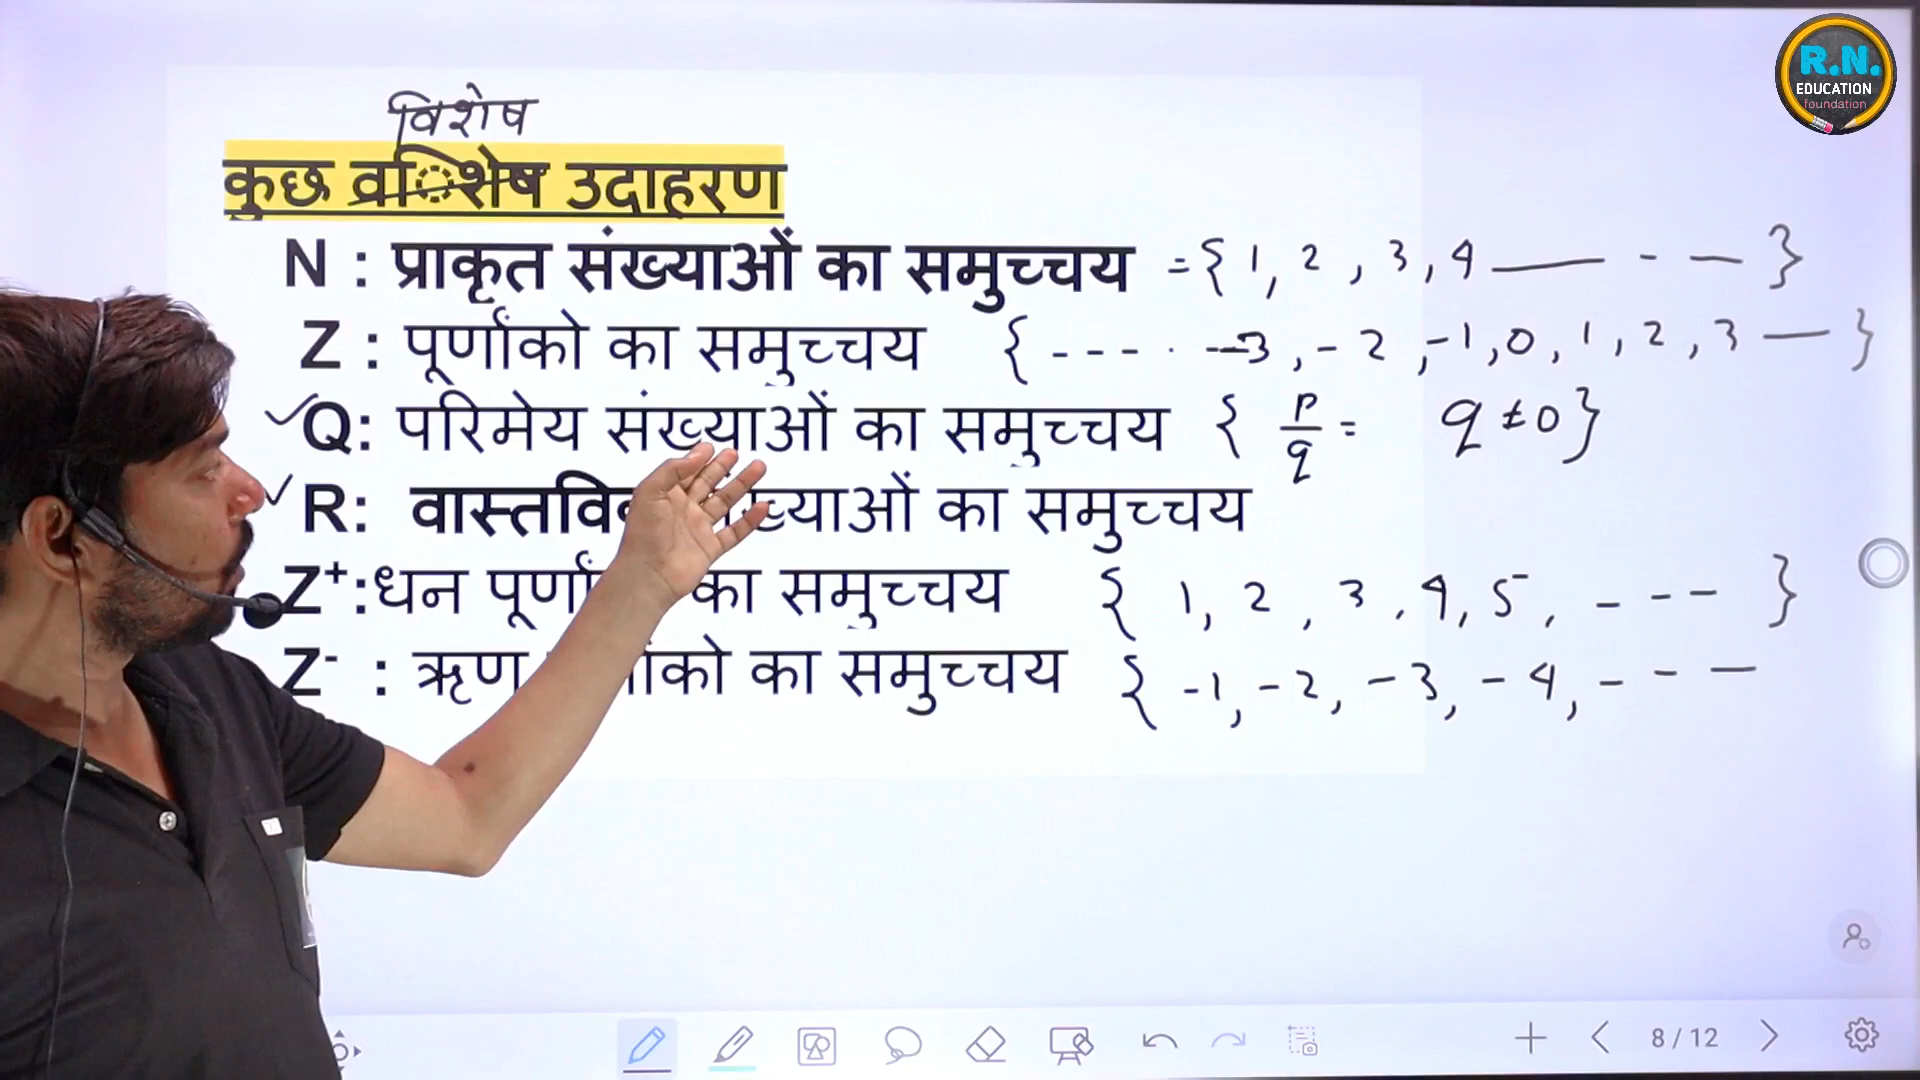 R.N.
EDUCATION
foundation
विशेष
कुछ व्रिशेष उदाहरण
N : प्राकृत संख्याओं का समुच्चय = { 1, 2 , 3 , 4 —— - — }
Z : पूर्णांको का समुच्चय { - - - · -3 , -2 , -1 , 0 , 1 , 2 , 3 — }
Q: परिमेय संख्याओं का समुच्चय { p/q = q ≠ 0 }
R: का समुच्चय
Z⁺:धन का समुच्चय { 1, 2 , 3 , 4, 5 , - - - }
Z⁻ : ऋण का समुच्चय { -1, -2, -3, -4, - - —
8 / 12